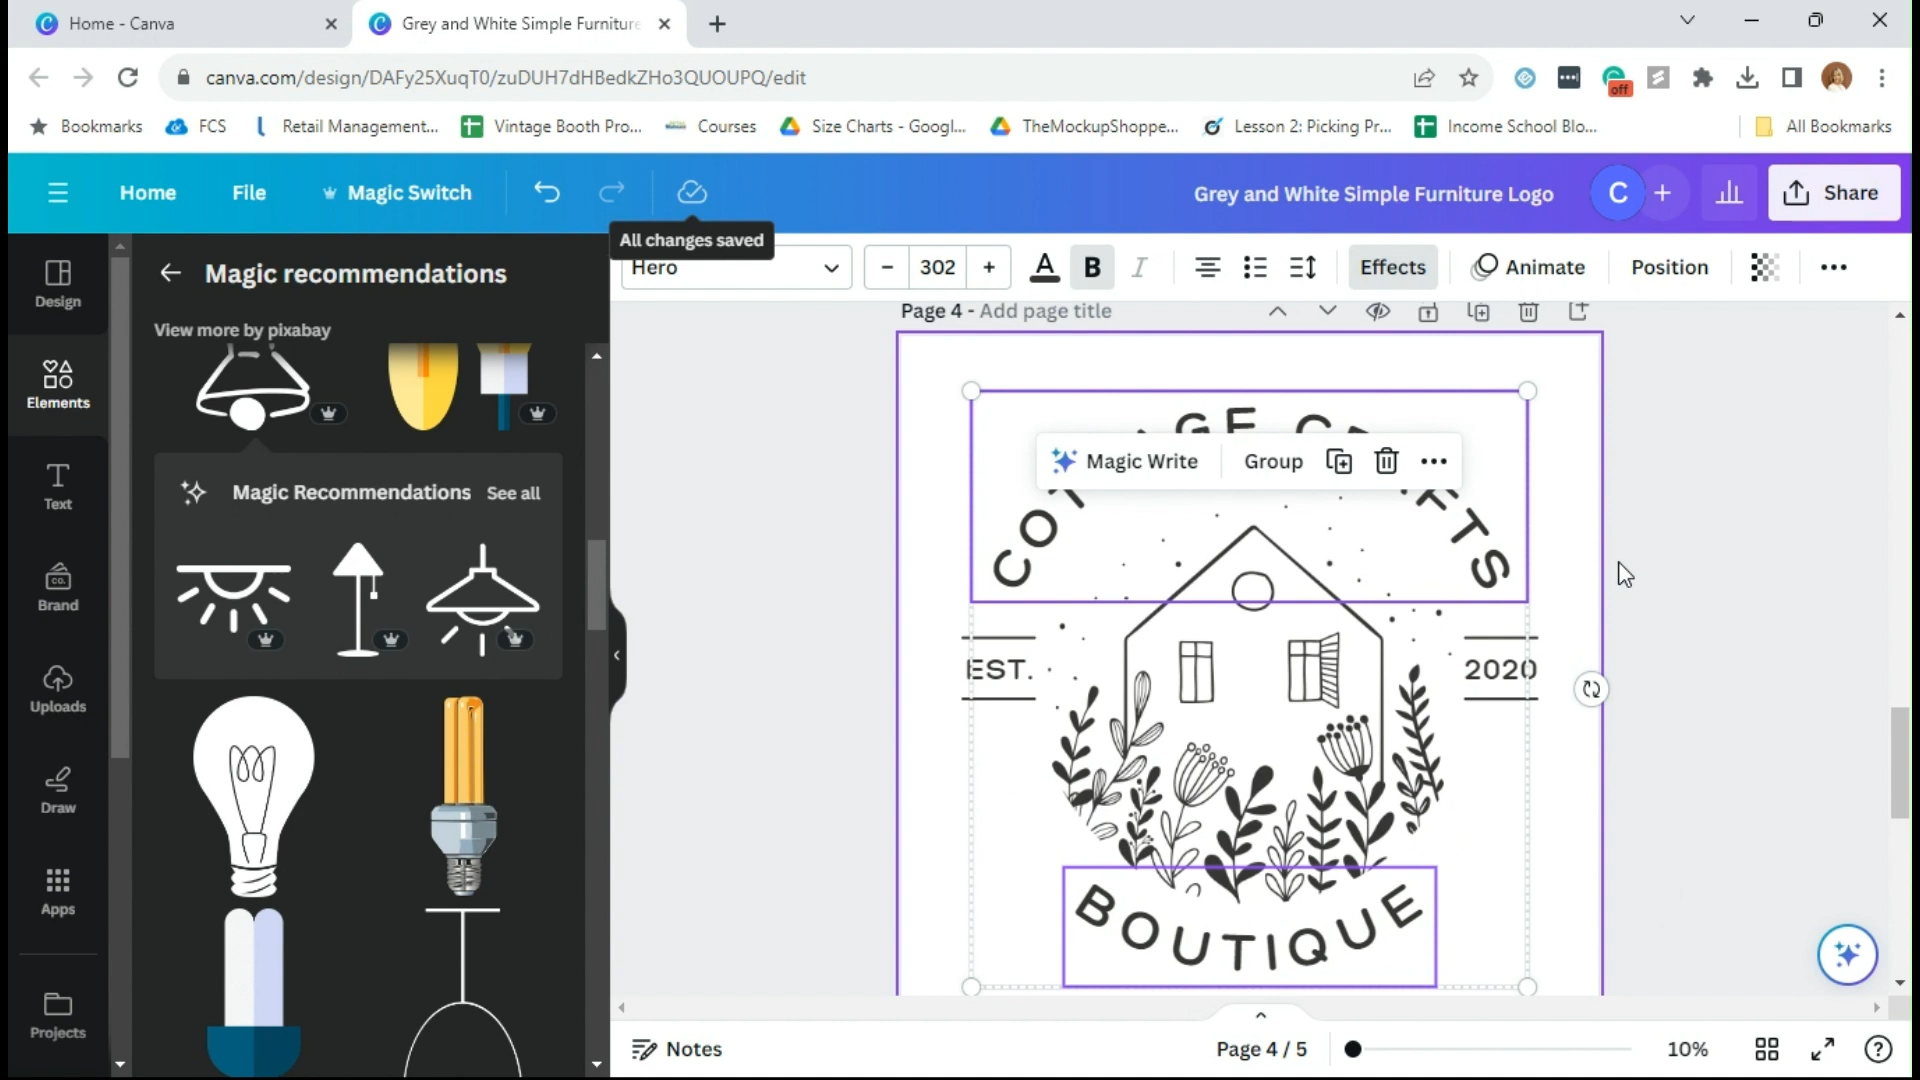 Home - Canva
Grey and White Simple Furniture
canva.com/design/DAFy25XuqT0/zuDUH7dHBedkZHo3QUOUPQ/edit
off
Bookmarks
FCS
Retail Management...
Vintage Booth Pro...
Courses
Size Charts - Googl...
TheMockupShoppe...
Lesson 2: Picking Pr...
Income School Blo...
All Bookmarks
Home
File
Magic Switch
Grey and White Simple Furniture Logo
C
Share
All changes saved
Hero
302
A
B
I
Effects
Animate
Position
Design
Elements
Text
Brand
Uploads
Draw
Apps
Projects
Magic recommendations
View more by pixabay
Magic Recommendations
See all
Page 4 - Add page title
Magic Write
Group
EST.
2020
BOUTIQUE
Notes
Page 4 / 5
10%